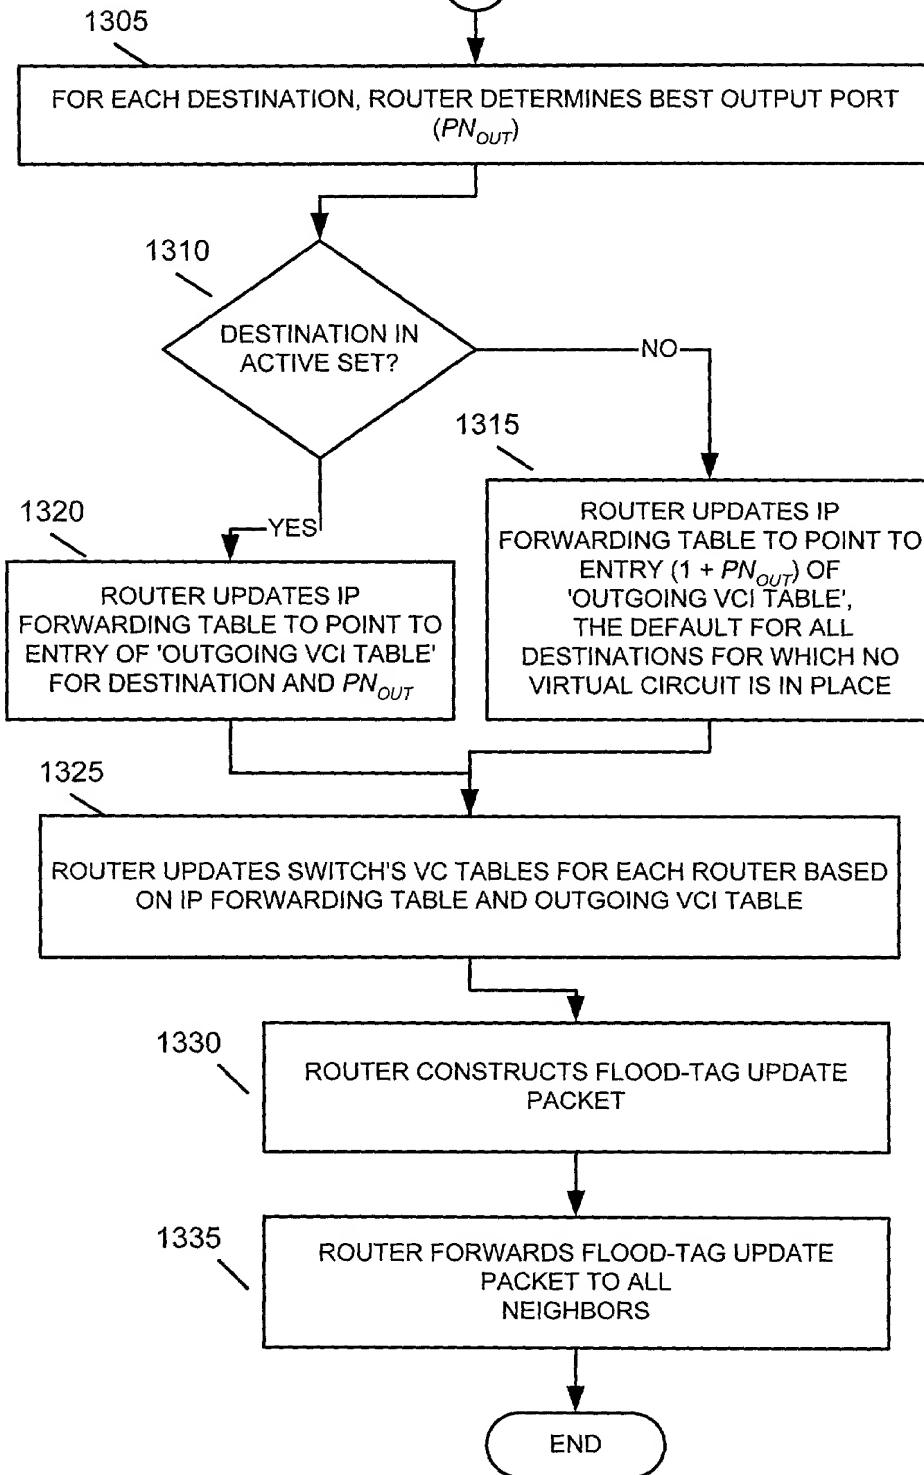 1305
FOR EACH DESTINATION, ROUTER DETERMINES BEST OUTPUT PORT
(PN_OUT)
1310
DESTINATION IN
ACTIVE SET?
NO
1315
ROUTER UPDATES IP
FORWARDING TABLE TO POINT TO
ENTRY (1 + PN_OUT) OF
'OUTGOING VCI TABLE',
THE DEFAULT FOR ALL
DESTINATIONS FOR WHICH NO
VIRTUAL CIRCUIT IS IN PLACE
1320
YES
ROUTER UPDATES IP
FORWARDING TABLE TO POINT TO
ENTRY OF 'OUTGOING VCI TABLE'
FOR DESTINATION AND PN_OUT
1325
ROUTER UPDATES SWITCH'S VC TABLES FOR EACH ROUTER BASED
ON IP FORWARDING TABLE AND OUTGOING VCI TABLE
1330
ROUTER CONSTRUCTS FLOOD-TAG UPDATE
PACKET
1335
ROUTER FORWARDS FLOOD-TAG UPDATE
PACKET TO ALL
NEIGHBORS
END